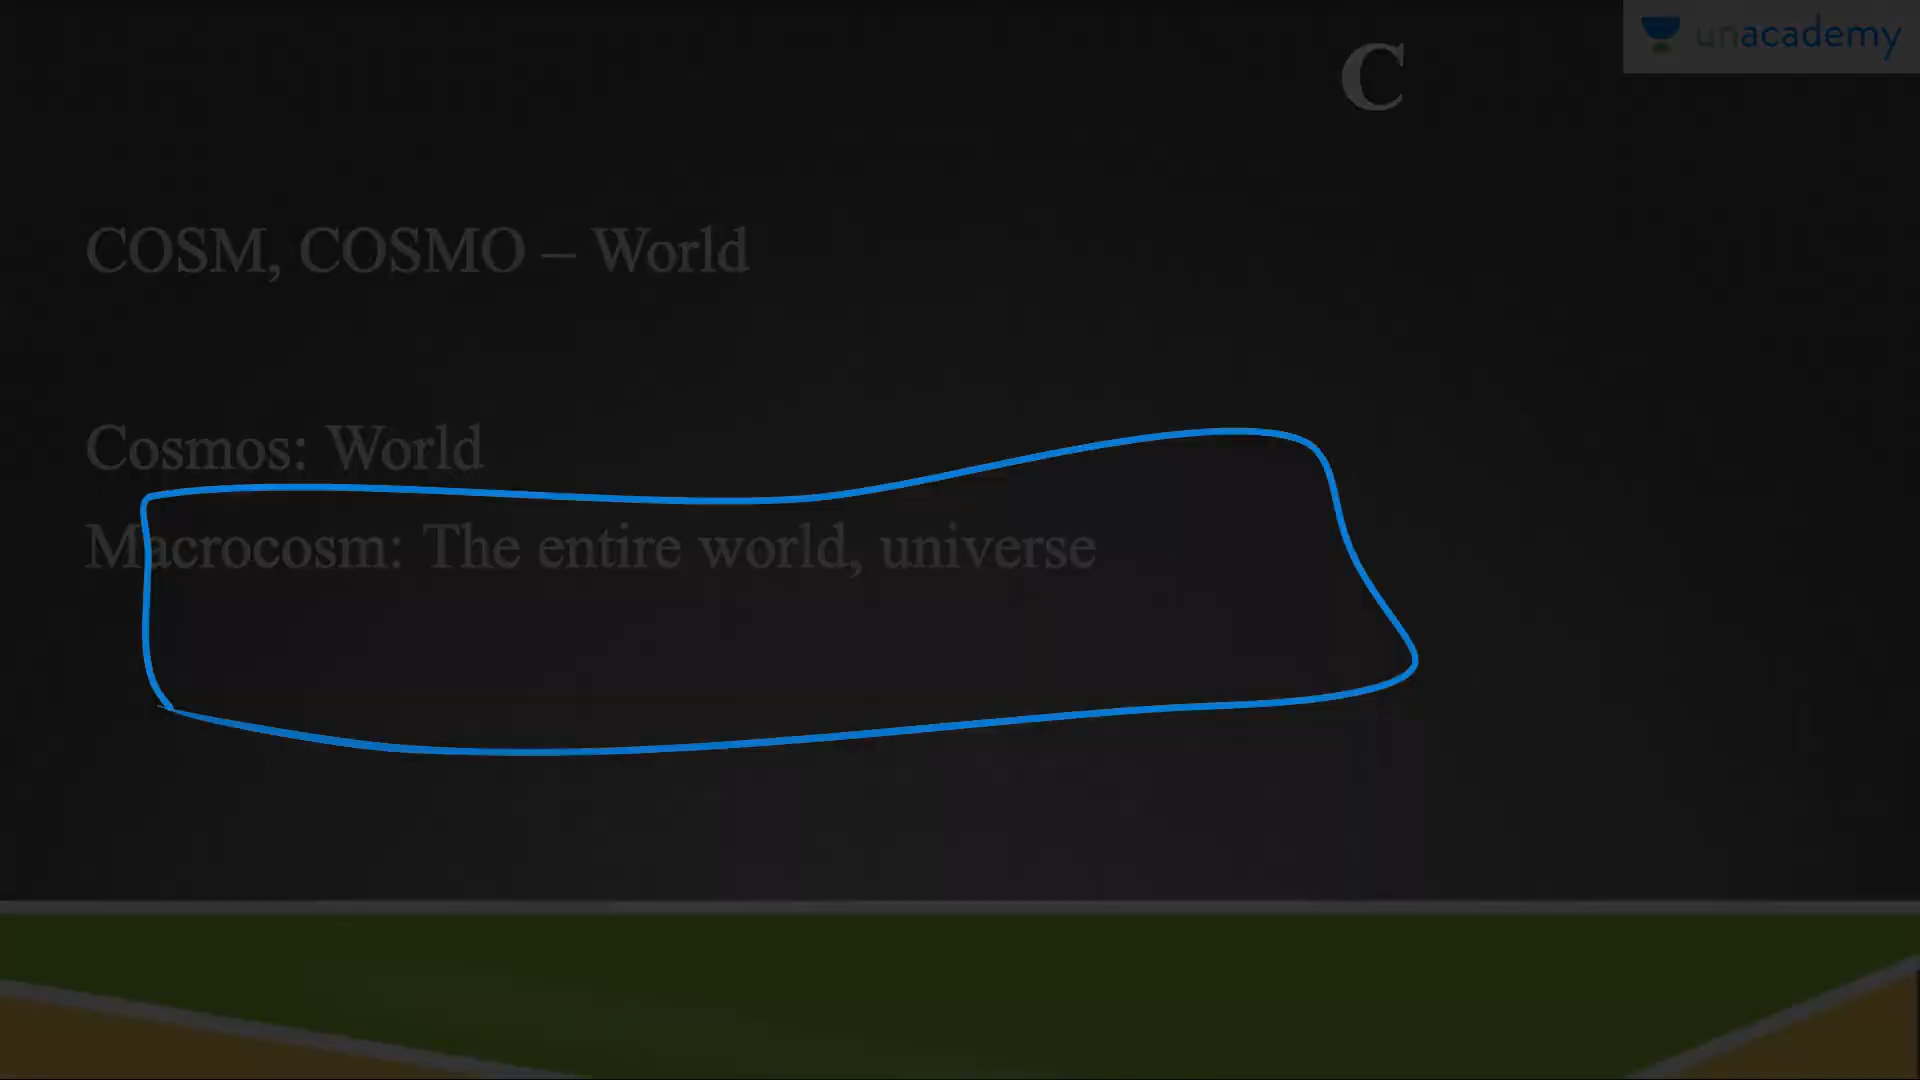 C
unacademy
COSM, COSMO – World
Cosmos: World
Macrocosm: The entire world, universe